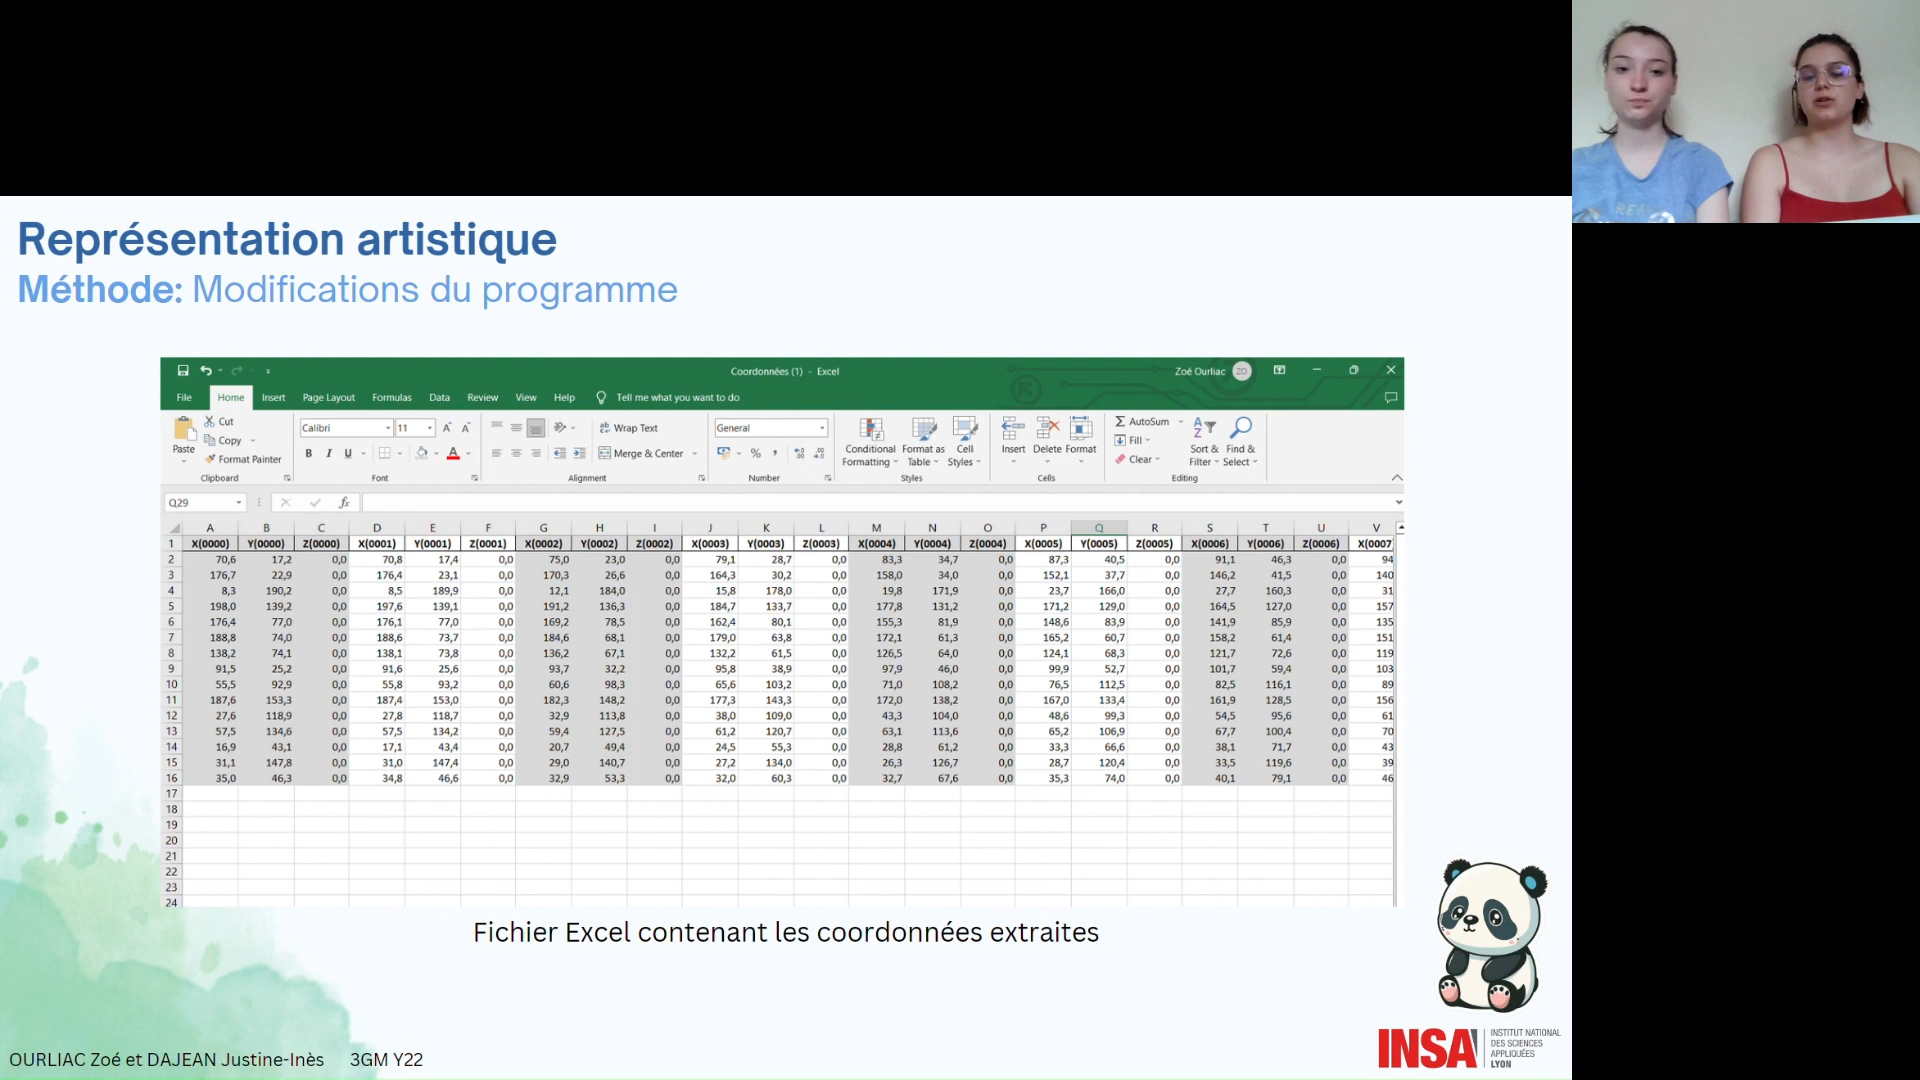 Représentation artistique
Méthode: Modifications du programme
Coordonnées (1) - Excel
Zoé Ourliac ZO
File Home Insert Page Layout Formulas Data Review View Help Tell me what you want to do
Paste Cut Copy Format Painter Clipboard
Calibri 11 B I U A Font
ab Wrap Text Merge & Center Alignment
General % Number
Conditional Formatting Format as Table Cell Styles Styles
Insert Delete Format Cells
AutoSum Fill Clear Sort & Filter Find & Select Editing
Q29 fx
A B C D E F G H I J K L M N O P Q R S T U V
1 X(0000) Y(0000) Z(0000) X(0001) Y(0001) Z(0001) X(0002) Y(0002) Z(0002) X(0003) Y(0003) Z(0003) X(0004) Y(0004) Z(0004) X(0005) Y(0005) Z(0005) X(0006) Y(0006) Z(0006) X(0007
2 70,6 17,2 0,0 70,8 17,4 0,0 75,0 23,0 0,0 79,1 28,7 0,0 83,3 34,7 0,0 87,3 40,5 0,0 91,1 46,3 0,0 94
3 176,7 22,9 0,0 176,4 23,1 0,0 170,3 26,6 0,0 164,3 30,2 0,0 158,0 34,0 0,0 152,1 37,7 0,0 146,2 41,5 0,0 140
4 8,3 190,2 0,0 8,5 189,9 0,0 12,1 184,0 0,0 15,8 178,0 0,0 19,8 171,9 0,0 23,7 166,0 0,0 27,7 160,3 0,0 31
5 198,0 139,2 0,0 197,6 139,1 0,0 191,2 136,3 0,0 184,7 133,7 0,0 177,8 131,2 0,0 171,2 129,0 0,0 164,5 127,0 0,0 157
6 176,4 77,0 0,0 176,1 77,0 0,0 169,2 78,5 0,0 162,4 80,1 0,0 155,3 81,9 0,0 148,6 83,9 0,0 141,9 85,9 0,0 135
7 188,8 74,0 0,0 188,6 73,7 0,0 184,6 68,1 0,0 179,0 63,8 0,0 172,1 61,3 0,0 165,2 60,7 0,0 158,2 61,4 0,0 151
8 138,2 74,1 0,0 138,1 73,8 0,0 136,2 67,1 0,0 132,2 61,5 0,0 126,5 64,0 0,0 124,1 68,3 0,0 121,7 72,6 0,0 119
9 91,5 25,2 0,0 91,6 25,6 0,0 93,7 32,2 0,0 95,8 38,9 0,0 97,9 46,0 0,0 99,9 52,7 0,0 101,7 59,4 0,0 103
10 55,5 92,9 0,0 55,8 93,2 0,0 60,6 98,3 0,0 65,6 103,2 0,0 71,0 108,2 0,0 76,5 112,5 0,0 82,5 116,1 0,0 89
11 187,6 153,3 0,0 187,4 153,0 0,0 182,3 148,2 0,0 177,3 143,3 0,0 172,0 138,2 0,0 167,0 133,4 0,0 161,9 128,5 0,0 156
12 27,6 118,9 0,0 27,8 118,7 0,0 32,9 113,8 0,0 38,0 109,0 0,0 43,3 104,0 0,0 48,6 99,3 0,0 54,5 95,6 0,0 61
13 57,5 134,6 0,0 57,5 134,2 0,0 59,4 127,5 0,0 61,2 120,7 0,0 63,1 113,6 0,0 65,2 106,9 0,0 67,7 100,4 0,0 70
14 16,9 43,1 0,0 17,1 43,4 0,0 20,7 49,4 0,0 24,5 55,3 0,0 28,8 61,2 0,0 33,3 66,6 0,0 38,1 71,7 0,0 43
15 31,1 147,8 0,0 31,0 147,4 0,0 29,0 140,7 0,0 27,2 134,0 0,0 26,3 126,7 0,0 28,7 120,4 0,0 33,5 119,6 0,0 39
16 35,0 46,3 0,0 34,8 46,6 0,0 32,9 53,3 0,0 32,0 60,3 0,0 32,7 67,6 0,0 35,3 74,0 0,0 40,1 79,1 0,0 46
17
18
19
20
21
22
23
24
Fichier Excel contenant les coordonnées extraites
INSA INSTITUT NATIONAL
DES SCIENCES
APPLIQUÉES
LYON
OURLIAC Zoé et DAJEAN Justine-Inès 3GM Y22